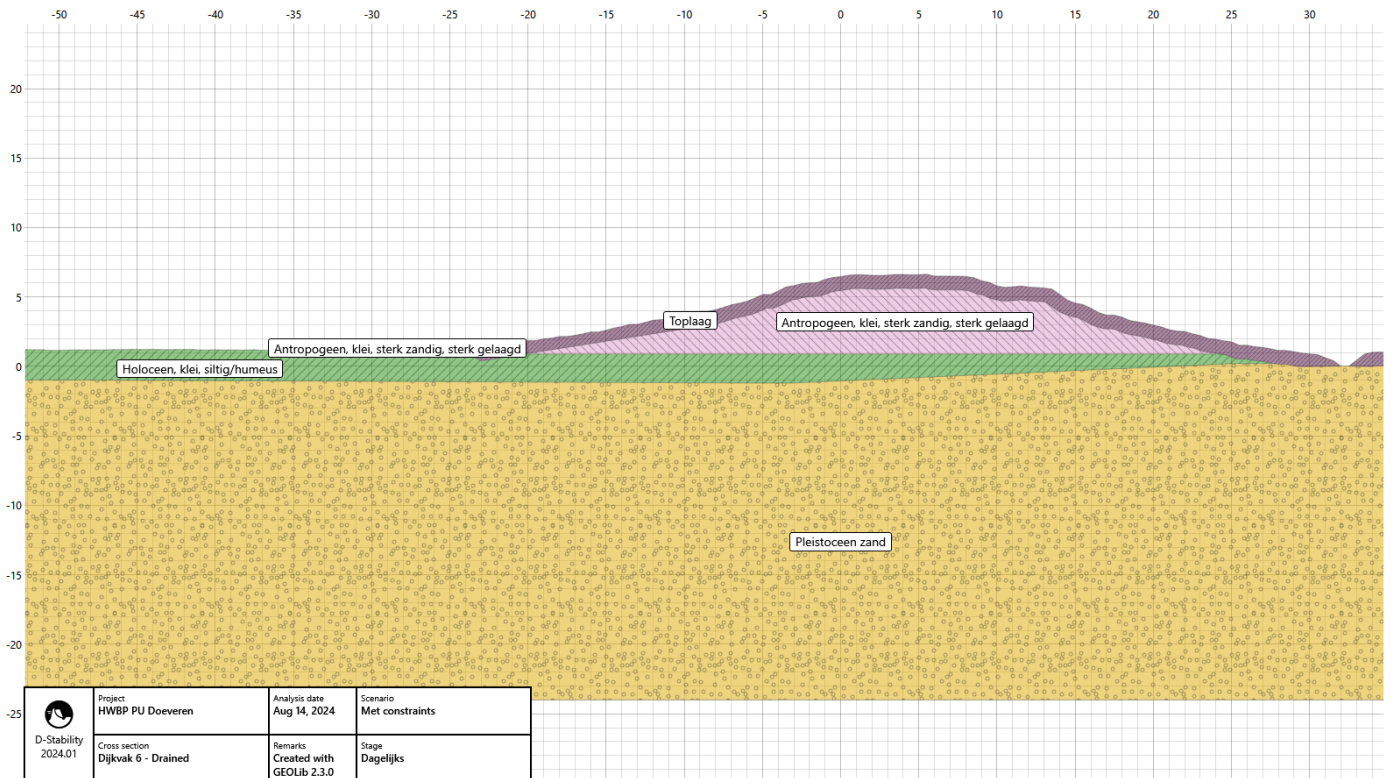 -50 -45 -40 -35 -30 -25 -20 -15 -10 -5 0 5 10 15 20 25 30
20
15
10
5
Toplaag
Antropogeen, klei, sterk zandig, sterk gelaagd
Antropogeen, klei, sterk zandig, sterk gelaagd
0
Holoceen, klei, siltig/humeus
-5
-10
Pleistoceen zand
-15
-20
-25
D-Stability
2024.01
Project
HWBP PU Doeveren
Analysis date
Aug 14, 2024
Scenario
Met constraints
Cross section
Dijkvak 6 - Drained
Remarks
Created with
GEOLib 2.3.0
Stage
Dagelijks